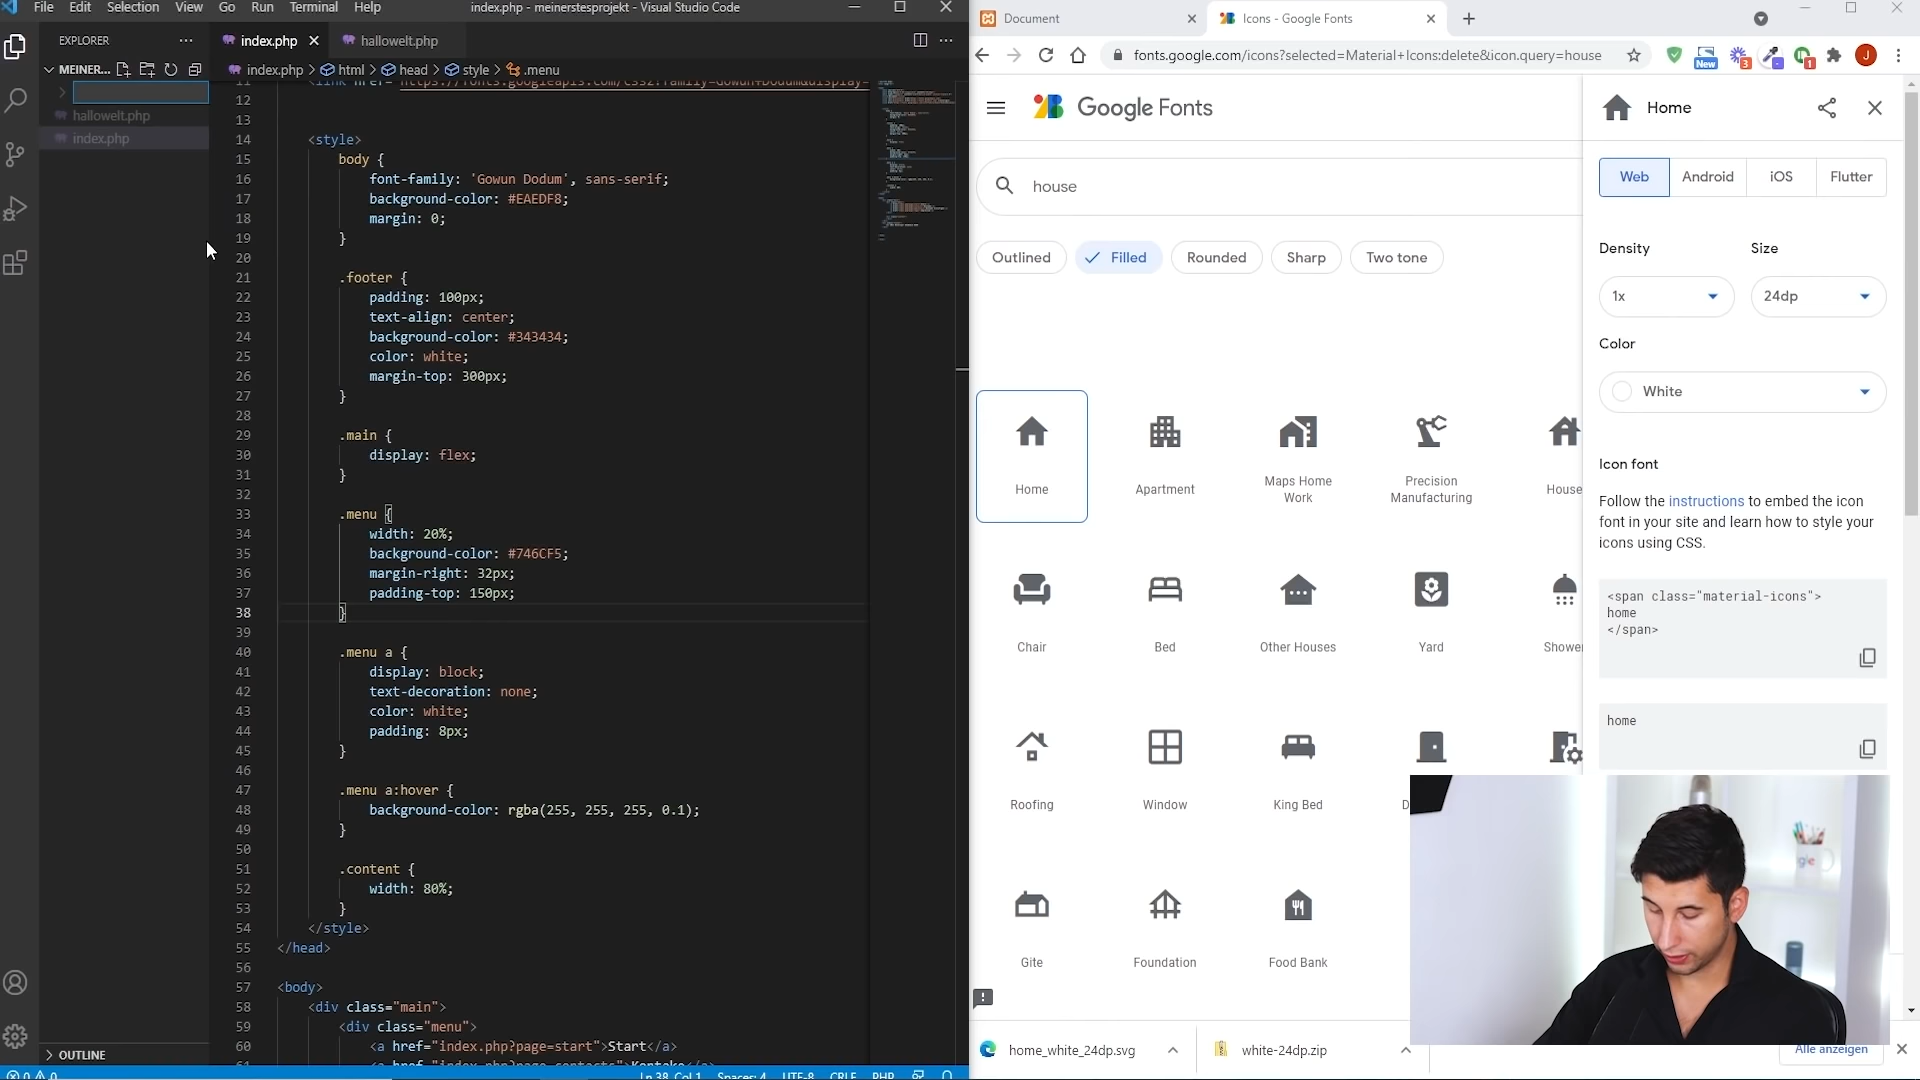 File Edit Selection View Go Run Terminal Help
index.php - meinerstesprojekt - Visual Studio Code
EXPLORER
index.php
hallowelt.php
MEINER...
index.php > html > head > style > .menu
hallowelt.php
index.php
12
13
14 <style>
15 body {
16 font-family: 'Gowun Dodum', sans-serif;
17 background-color: #EAEDF8;
18 margin: 0;
19 }
20
21 .footer {
22 padding: 100px;
23 text-align: center;
24 background-color: #343434;
25 color: white;
26 margin-top: 300px;
27 }
28
29 .main {
30 display: flex;
31 }
32
33 .menu {
34 width: 20%;
35 background-color: #746CF5;
36 margin-right: 32px;
37 padding-top: 150px;
38 }
39
40 .menu a {
41 display: block;
42 text-decoration: none;
43 color: white;
44 padding: 8px;
45 }
46
47 .menu a:hover {
48 background-color: rgba(255, 255, 255, 0.1);
49 }
50
51 .content {
52 width: 80%;
53 }
54 </style>
55 </head>
56
57 <body>
58 <div class="main">
59 <div class="menu">
60 <a href="index.php?page=start">Start</a>
OUTLINE
Ln 38, Col 1 Spaces: 4 UTF-8 CRLF PHP
Document
Icons - Google Fonts
fonts.google.com/icons?selected=Material+Icons:delete&icon.query=house
New
3
1
J
Google Fonts
house
Outlined Filled Rounded Sharp Two tone
Home
Apartment
Maps Home Work
Precision Manufacturing
House
Chair
Bed
Other Houses
Yard
Shower
Roofing
Window
King Bed
Gite
Foundation
Food Bank
Home
Web Android iOS Flutter
Density Size
1x 24dp
Color
White
Icon font
Follow the instructions to embed the icon
font in your site and learn how to style your
icons using CSS.
<span class="material-icons">
home
</span>
home
home_white_24dp.svg
white-24dp.zip
Alle anzeigen